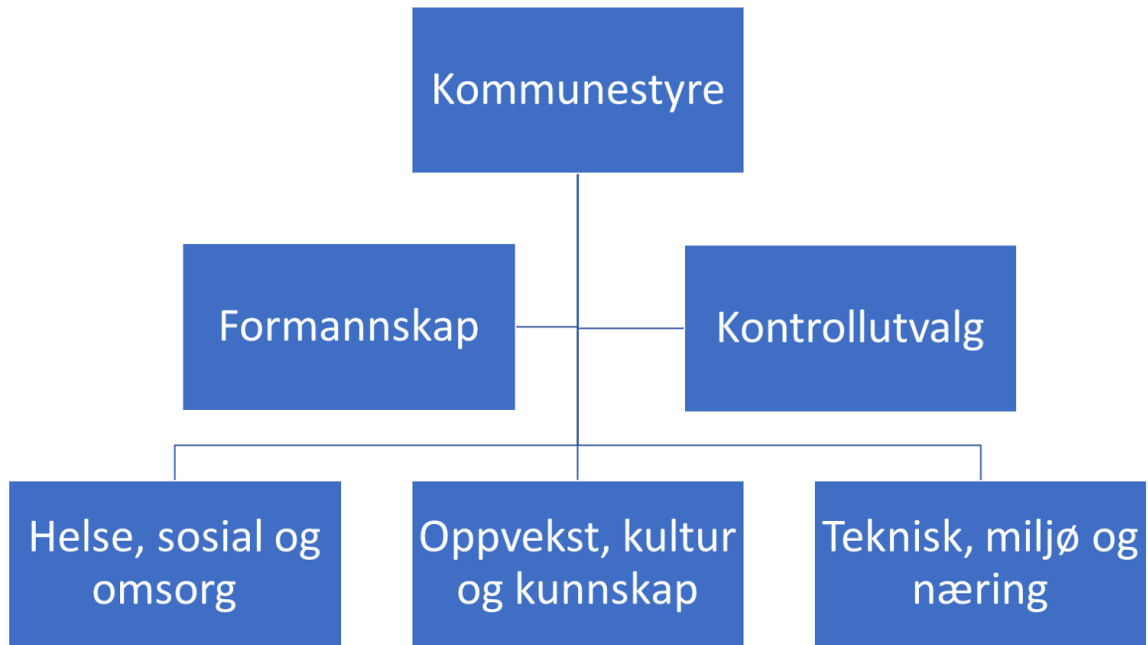 Kommunestyre
Formannskap
Kontrollutvalg
Helse, sosial og
omsorg
Oppvekst, kultur
og kunnskap
Teknisk, miljø og
næring